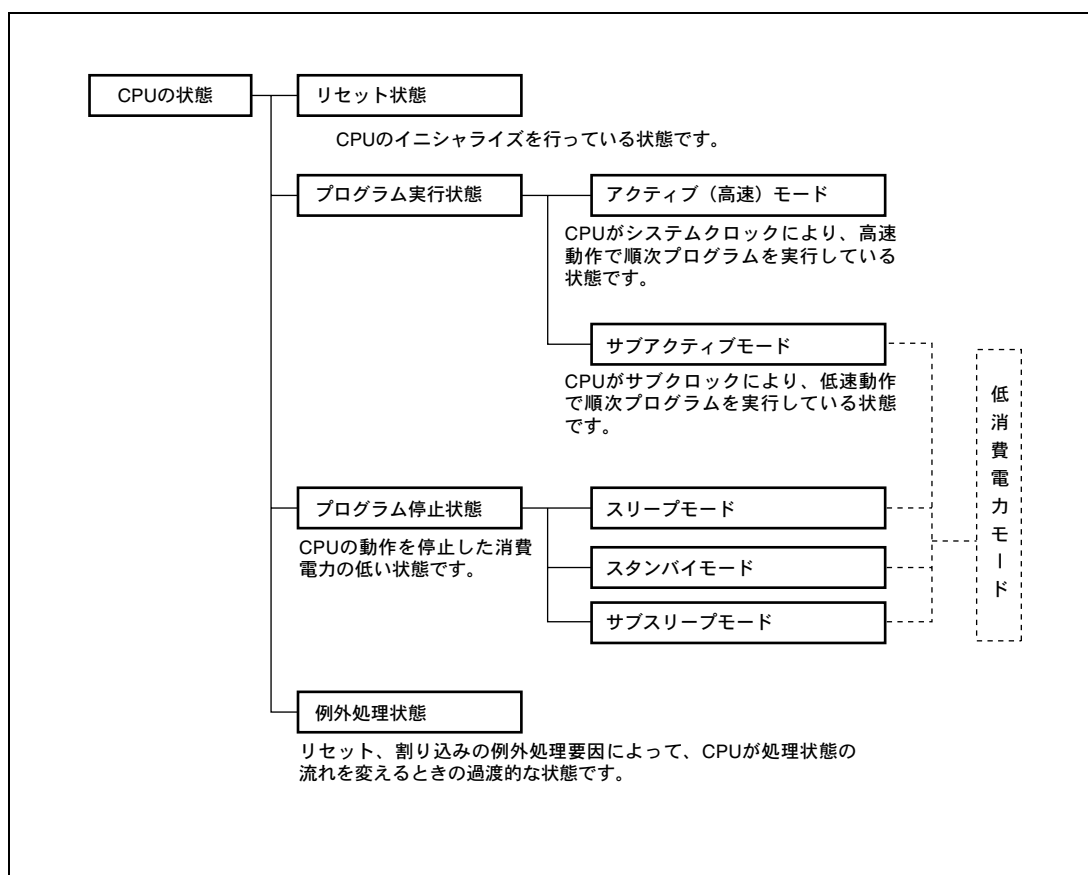 CPUの状態
リセット状態
CPUのイニシャライズを行っている状態です。
プログラム実行状態
アクティブ（高速）モード
CPUがシステムクロックにより、高速
動作で順次プログラムを実行している
状態です。
サブアクティブモード
CPUがサブクロックにより、低速動作
で順次プログラムを実行している状態
です。
低消費電力モード
プログラム停止状態
CPUの動作を停止した消費
電力の低い状態です。
スリープモード
スタンバイモード
サブスリープモード
例外処理状態
リセット、割り込みの例外処理要因によって、CPUが処理状態の
流れを変えるときの過渡的な状態です。